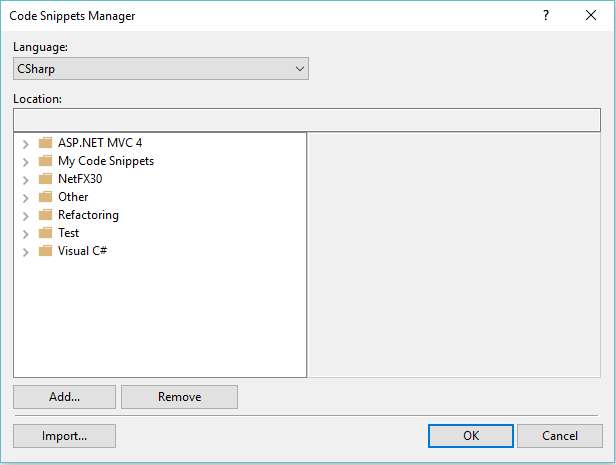 Code Snippets Manager ?
Language:
CSharp
Location:
ASP.NET MVC 4
My Code Snippets
NetFX30
Other
Refactoring
Test
Visual C#
Add... Remove
Import... OK Cancel